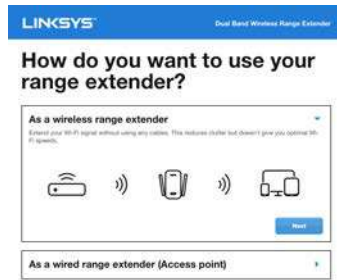 LINKSYS
Dual Band Wireless Range Extender
How do you want to use your
range extender?
As a wireless range extender
Extend your Wi-Fi signal without using any cables. This reduces clutter but doesn't give you optimal Wi-
Fi speeds.
Next
As a wired range extender (Access point)